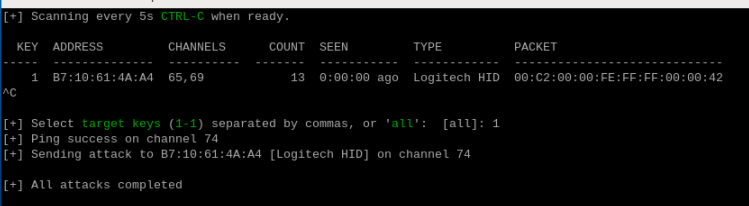 [+] Scanning every 5s CTRL-C when ready.
KEY ADDRESS CHANNELS COUNT SEEN TYPE PACKET
----- -------------- ---------- ------- ----------- ------------ -----------------------------
1 B7:10:61:4A:A4 65,69 13 0:00:00 ago Logitech HID 00:C2:00:00:FE:FF:FF:00:00:42
^C
[+] Select target keys (1-1) separated by commas, or 'all': [all]: 1
[+] Ping success on channel 74
[+] Sending attack to B7:10:61:4A:A4 [Logitech HID] on channel 74
[+] All attacks completed